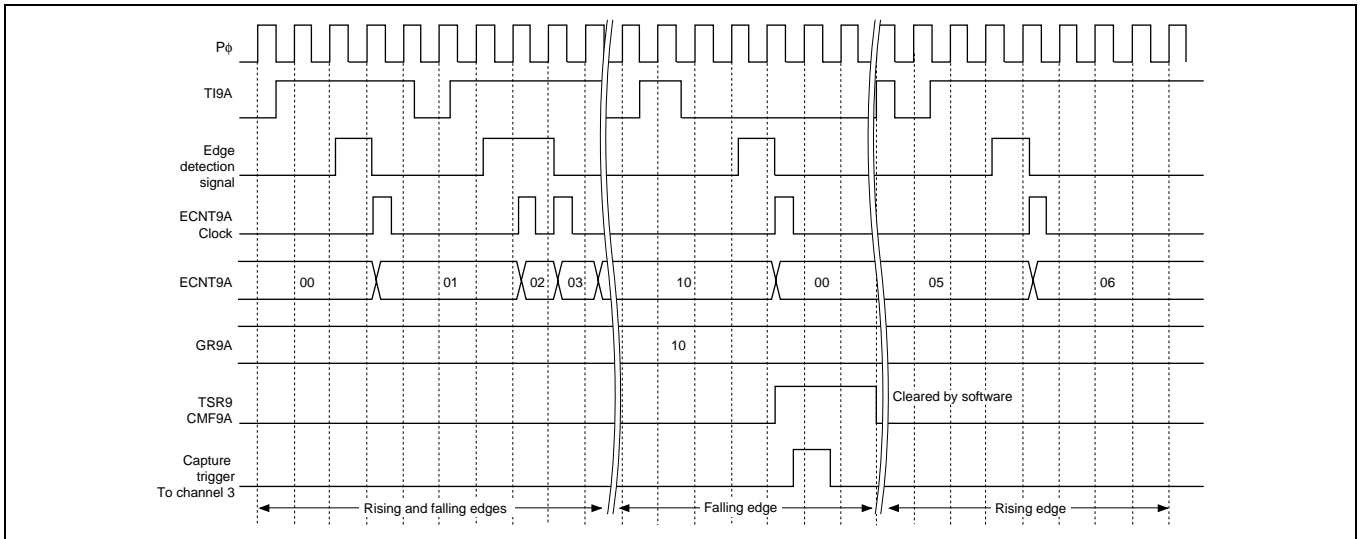 Pϕ
TI9A
Edge
detection
signal
ECNT9A
Clock
ECNT9A
00
01
02
03
10
00
05
06
GR9A
10
TSR9
CMF9A
Cleared by software
Capture
trigger
To channel 3
Rising and falling edges
Falling edge
Rising edge